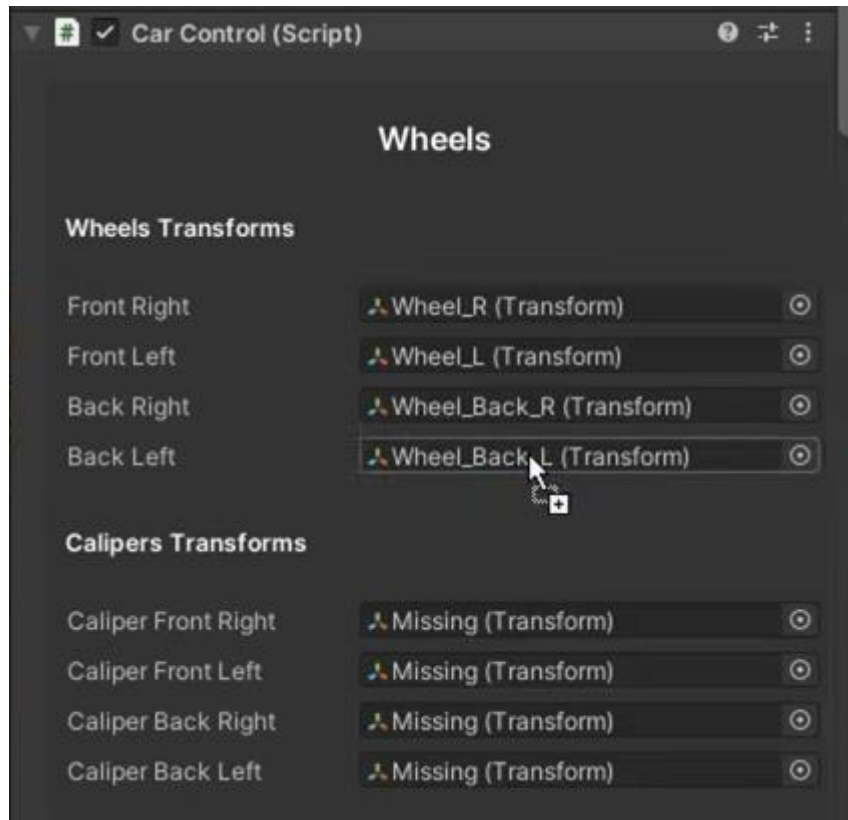 Car Control (Script)
Wheels
Wheels Transforms
Front Right Wheel_R (Transform)
Front Left Wheel_L (Transform)
Back Right Wheel_Back_R (Transform)
Back Left Wheel_Back_L (Transform)
Calipers Transforms
Caliper Front Right Missing (Transform)
Caliper Front Left Missing (Transform)
Caliper Back Right Missing (Transform)
Caliper Back Left Missing (Transform)